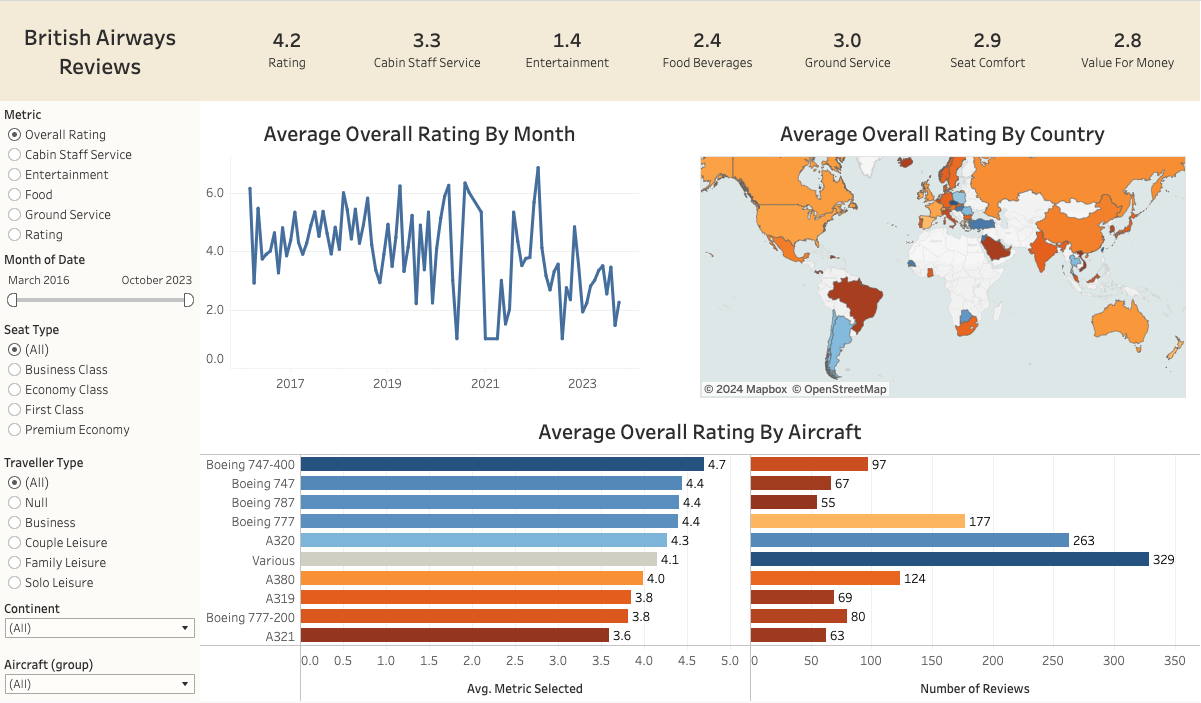 British Airways
Reviews
4.2
Rating
3.3
Cabin Staff Service
1.4
Entertainment
2.4
Food Beverages
3.0
Ground Service
2.9
Seat Comfort
2.8
Value For Money
Metric
Overall Rating
Cabin Staff Service
Entertainment
Food
Ground Service
Rating
Month of Date
March 2016 October 2023
Seat Type
(All)
Business Class
Economy Class
First Class
Premium Economy
Traveller Type
(All)
Null
Business
Couple Leisure
Family Leisure
Solo Leisure
Continent
(All)
Aircraft (group)
(All)
Average Overall Rating By Month
6.0
4.0
2.0
0.0
2017 2019 2021 2023
Average Overall Rating By Country
© 2024 Mapbox © OpenStreetMap
Average Overall Rating By Aircraft
Boeing 747-400 4.7 97
Boeing 747 4.4 67
Boeing 787 4.4 55
Boeing 777 4.4 177
A320 4.3 263
Various 4.1 329
A380 4.0 124
A319 3.8 69
Boeing 777-200 3.8 80
A321 3.6 63
0.0 0.5 1.0 1.5 2.0 2.5 3.0 3.5 4.0 4.5 5.0
0 50 100 150 200 250 300 350
Avg. Metric Selected
Number of Reviews